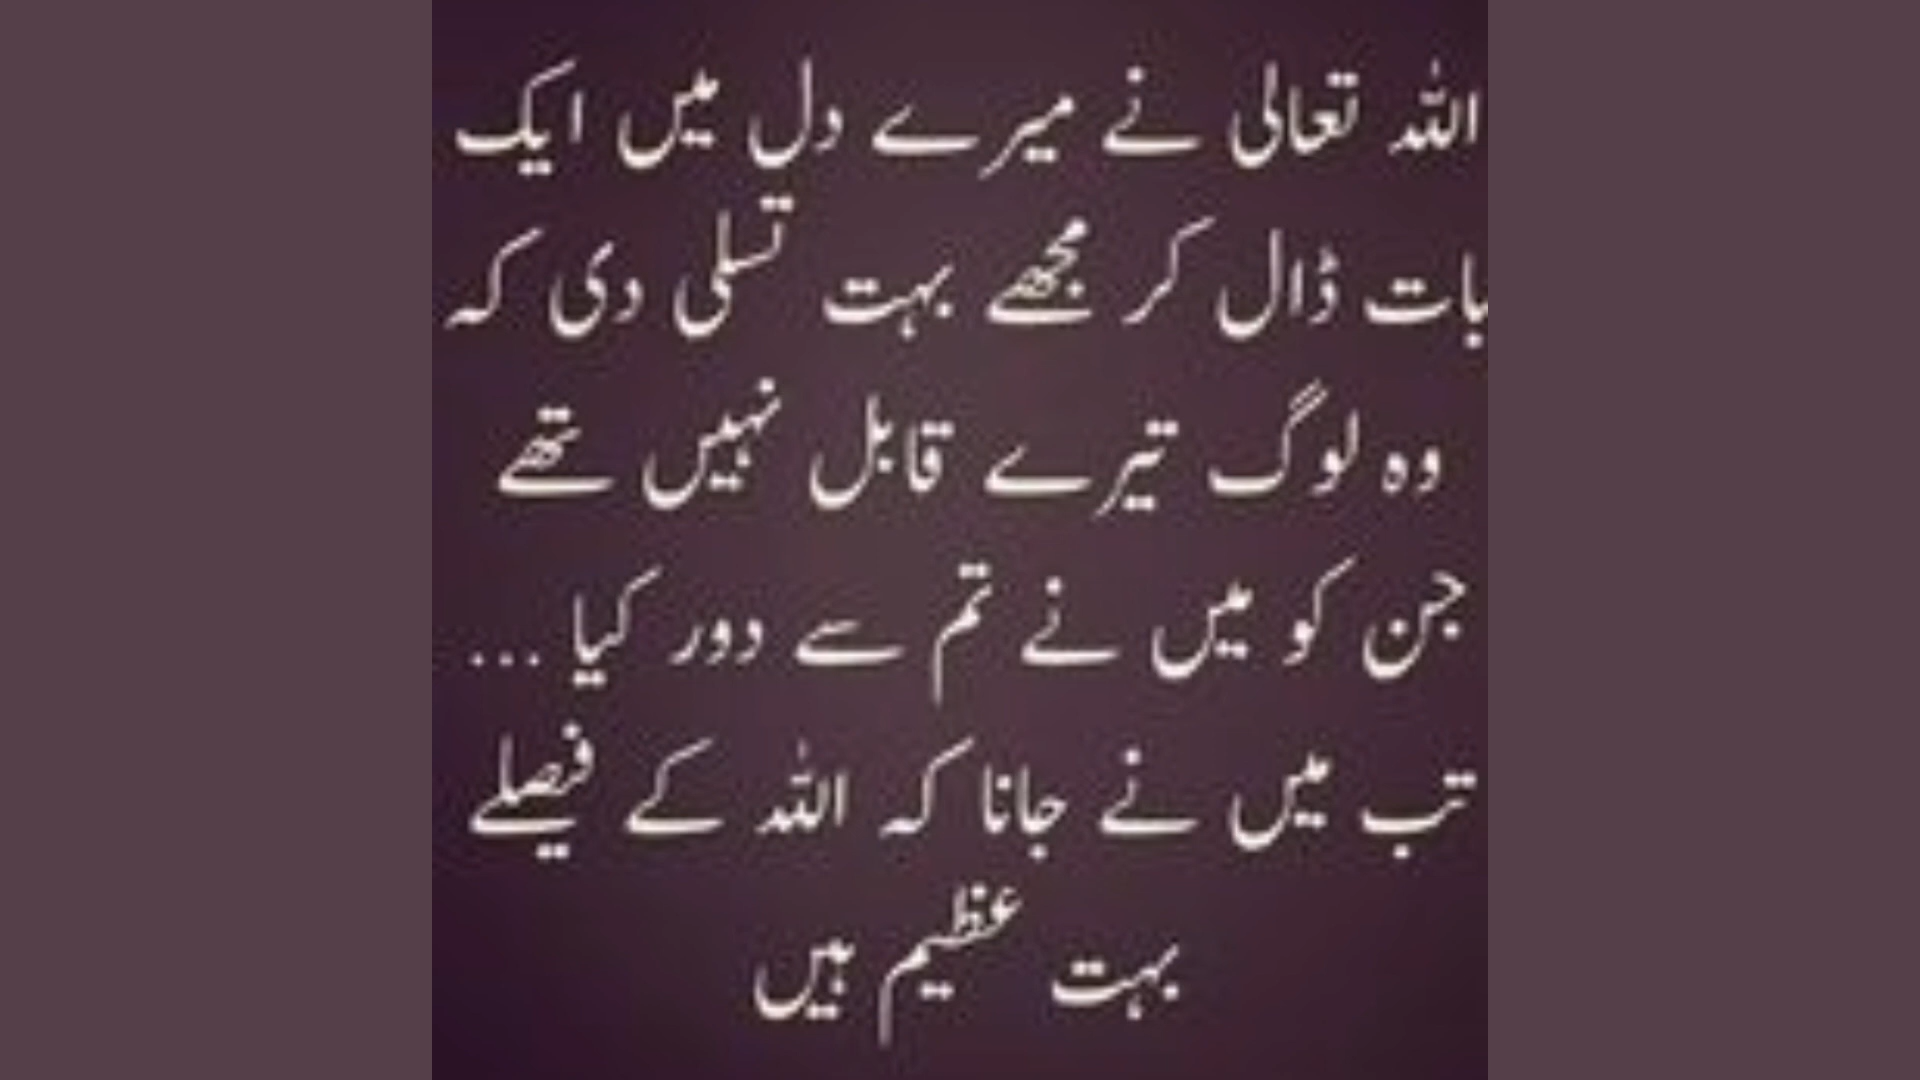 اللہ تعالی نے میرے دل میں ایک
بات ڈال کر مجھے بہت تسلی دی کہ
وہ لوگ تیرے قابل نہیں تھے
جن کو میں نے تم سے دور کیا ...
تب میں نے جانا کہ اللہ کے فیصلے
بہت عظیم ہیں